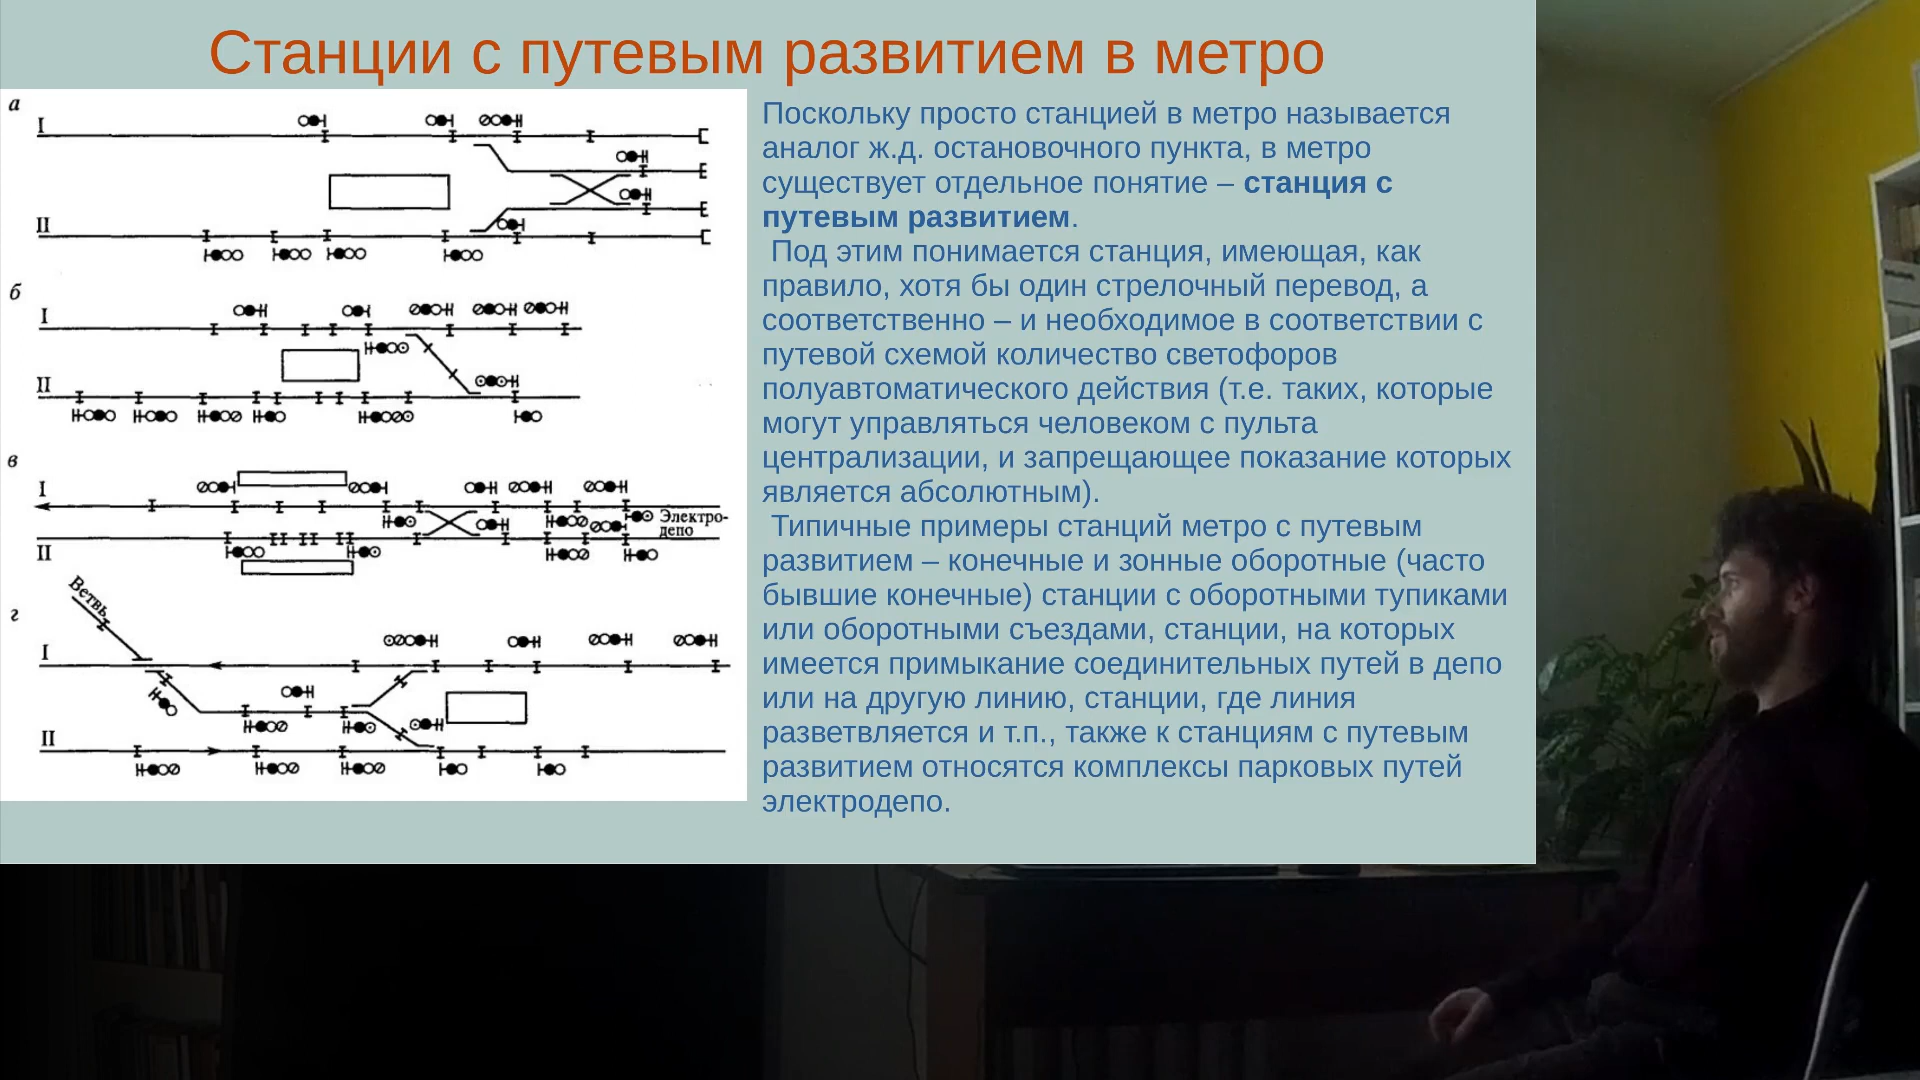 Станции с путевым развитием в метро
а
I
II
б
I
II
в
I
Электро-
депо
II
Ветвь
г
I
II
Поскольку просто станцией в метро называется
аналог ж.д. остановочного пункта, в метро
существует отдельное понятие – станция с
путевым развитием.
Под этим понимается станция, имеющая, как
правило, хотя бы один стрелочный перевод, а
соответственно – и необходимое в соответствии с
путевой схемой количество светофоров
полуавтоматического действия (т.е. таких, которые
могут управляться человеком с пульта
централизации, и запрещающее показание которых
является абсолютным).
Типичные примеры станций метро с путевым
развитием – конечные и зонные оборотные (часто
бывшие конечные) станции с оборотными тупиками
или оборотными съездами, станции, на которых
имеется примыкание соединительных путей в депо
или на другую линию, станции, где линия
разветвляется и т.п., также к станциям с путевым
развитием относятся комплексы парковых путей
электродепо.